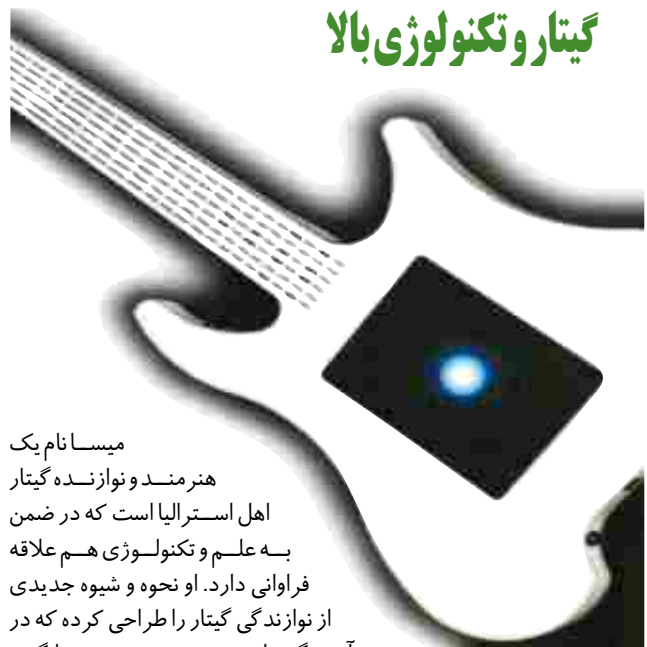 گیتار و تکنولوژی بالا
میسا نام یک
هنرمند و نوازنده گیتار
اهل استرالیا است که در ضمن
به علم و تکنولوژی هم علاقه
فراوانی دارد. او نحوه و شیوه جدیدی
از نوازندگی گیتار را طراحی کرده که در